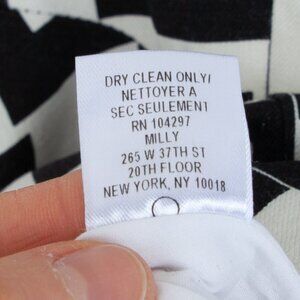 DRY CLEAN ONLY/
NETTOYER A
SEC SEULEMENT
RN 104297
MILLY
265 W 37TH ST
20TH FLOOR
NEW YORK, NY 10018